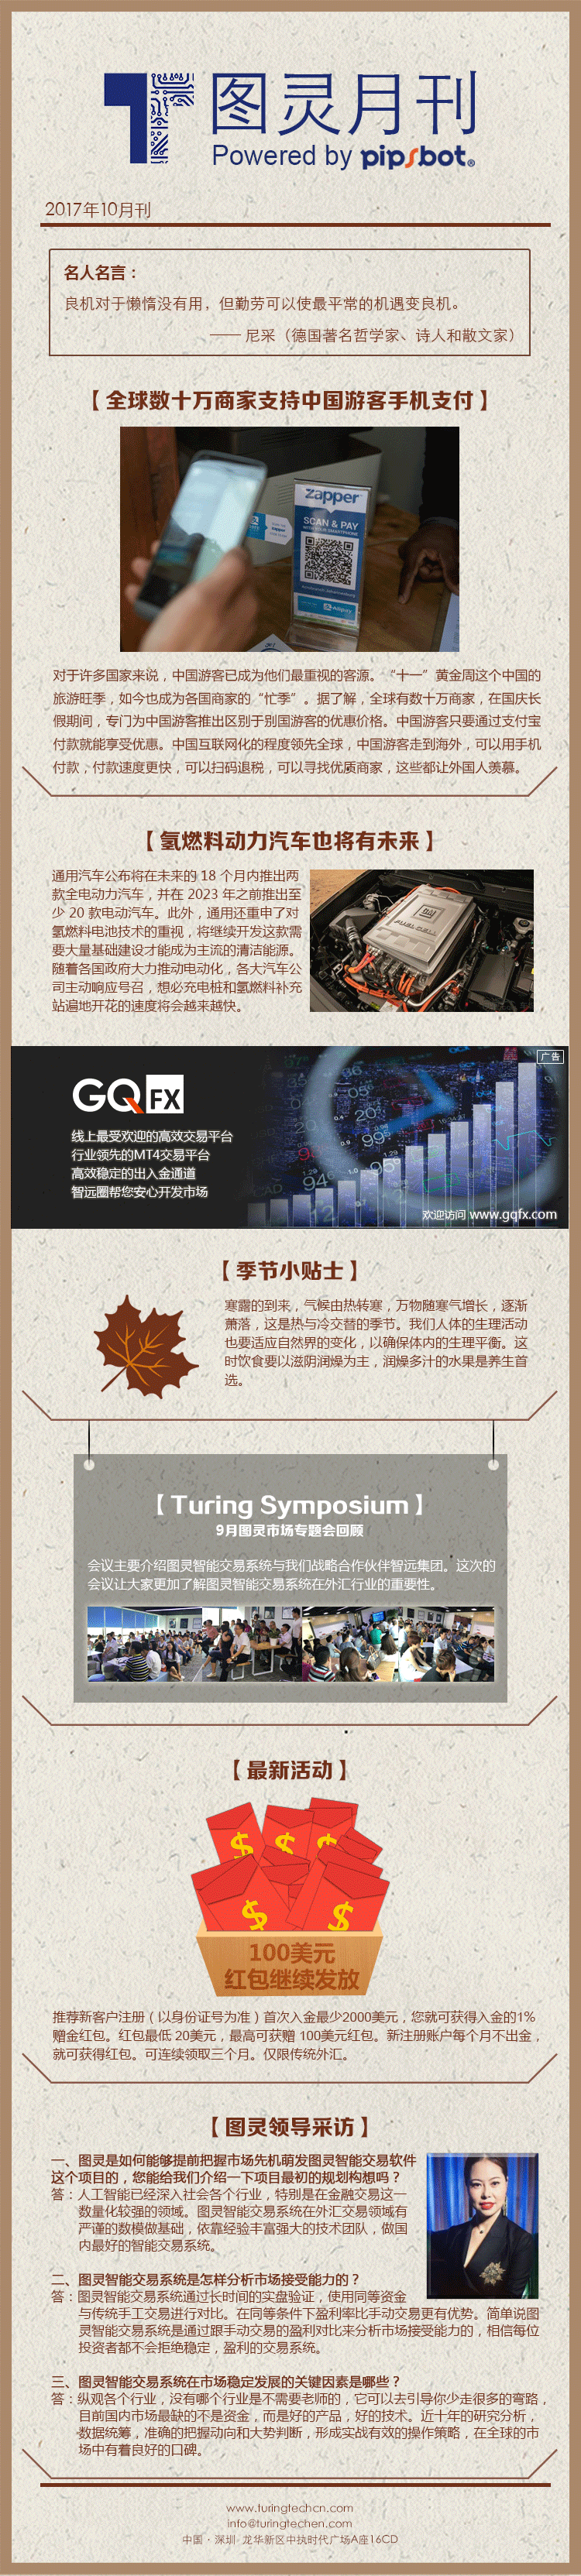 图灵月刊
Powered by pipsbot®
2017年10月刊
名人名言：
良机对于懒惰没有用，但勤劳可以使最平常的机遇变良机。
—— 尼采（德国著名哲学家、诗人和散文家）
【全球数十万商家支持中国游客手机支付】
zapper
SCAN & PAY
WITH YOUR SMARTPHONE
对于许多国家来说，中国游客已成为他们最重视的客源。“十一”黄金周这个中国的
旅游旺季，如今也成为各国商家的“忙季”。据了解，全球有数十万商家，在国庆长
假期间，专门为中国游客推出区别于别国游客的优惠价格。中国游客只要通过支付宝
付款就能享受优惠。中国互联网化的程度领先全球，中国游客走到海外，可以用手机
付款，付款速度更快，可以扫码退税，可以寻找优质商家，这些都让外国人羡慕。
【氢燃料动力汽车也将有未来】
通用汽车公布将在未来的 18 个月内推出两
款全电动力汽车，并在 2023 年之前推出至
少 20 款电动汽车。此外，通用还重申了对
氢燃料电池技术的重视，将继续开发这款需
要大量基础建设才能成为主流的清洁能源。
随着各国政府大力推动电动化，各大汽车公
司主动响应号召，想必充电桩和氢燃料补充
站遍地开花的速度将会越来越快。
广告
GQFX
线上最受欢迎的高效交易平台
行业领先的MT4交易平台
高效稳定的出入金通道
智远圈帮您安心开发市场
欢迎访问 www.gqfx.com
【季节小贴士】
寒露的到来，气候由热转寒，万物随寒气增长，逐渐
萧落，这是热与冷交替的季节。我们人体的生理活动
也要适应自然界的变化，以确保体内的生理平衡。这
时饮食要以滋阴润燥为主，润燥多汁的水果是养生首
选。
【Turing Symposium】
9月图灵市场专题会回顾
会议主要介绍图灵智能交易系统与我们战略合作伙伴智远集团。这次的
会议让大家更加了解图灵智能交易系统在外汇行业的重要性。
【最新活动】
100美元
红包继续发放
推荐新客户注册（以身份证号为准）首次入金最少2000美元，您就可获得入金的1%
赠金红包。红包最低 20美元，最高可获赠 100美元红包。新注册账户每个月不出金，
就可获得红包。可连续领取三个月。仅限传统外汇。
【图灵领导采访】
一、图灵是如何能够提前把握市场先机萌发图灵智能交易软件
这个项目的，您能给我们介绍一下项目最初的规划构想吗？
答：人工智能已经深入社会各个行业，特别是在金融交易这一
数量化较强的领域。图灵智能交易系统在外汇交易领域有
严谨的数模做基础，依靠经验丰富强大的技术团队，做国
内最好的智能交易系统。
二、图灵智能交易系统是怎样分析市场接受能力的？
答：图灵智能交易系统通过长时间的实盘验证，使用同等资金
与传统手工交易进行对比。在同等条件下盈利率比手动交易更有优势。简单说图
灵智能交易系统是通过跟手动交易的盈利对比来分析市场接受能力的，相信每位
投资者都不会拒绝稳定，盈利的交易系统。
三、图灵智能交易系统在市场稳定发展的关键因素是哪些？
答：纵观各个行业，没有哪个行业是不需要老师的，它可以去引导你少走很多的弯路，
目前国内市场最缺的不是资金，而是好的产品，好的技术。近十年的研究分析，
数据统筹，准确的把握动向和大势判断，形成实战有效的操作策略，在全球的市
场中有着良好的口碑。
www.turingtechcn.com
info@turingtechen.com
中国·深圳·龙华新区中执时代广场A座16CD